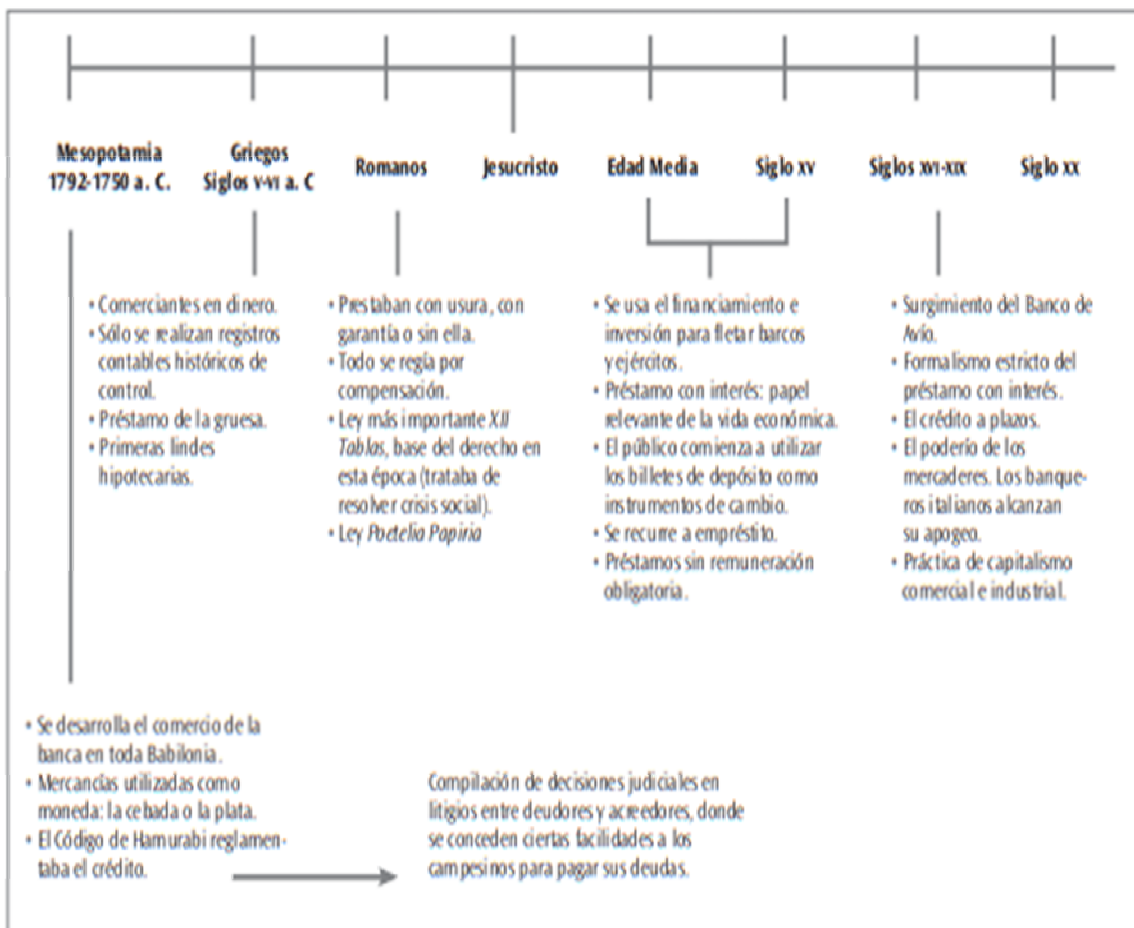 Mesopotamia
1792-1750 a. C.
Griegos
Siglos V-VI a. C
Romanos
Jesucristo
Edad Media
Siglo XV
Siglos XVI-XIX
Siglo XX
• Comerciantes en dinero.
• Sólo se realizan registros
contables históricos de
control.
• Préstamo de la gruesa.
• Primeras lindes
hipotecarias.
• Prestaban con usura, con
garantía o sin ella.
• Todo se regía por
compensación.
• Ley más importante XII
Tablas, base del derecho en
esta época (trataba de
resolver crisis social).
• Ley Poetelia Papiria
• Se usa el financiamiento e
inversión para fletar barcos
y ejércitos.
• Préstamo con interés: papel
relevante de la vida económica.
• El público comienza a utilizar
los billetes de depósito como
instrumentos de cambio.
• Se recurre a empréstito.
• Préstamos sin remuneración
obligatoria.
• Surgimiento del Banco de
Avío.
• Formalismo estricto del
préstamo con interés.
• El crédito a plazos.
• El poderío de los
mercaderes. Los banque-
ros italianos alcanzan
su apogeo.
• Práctica de capitalismo
comercial e industrial.
• Se desarrolla el comercio de la
banca en toda Babilonia.
• Mercancías utilizadas como
moneda: la cebada o la plata.
• El Código de Hamurabi reglamen-
taba el crédito.
Compilación de decisiones judiciales en
litigios entre deudores y acreedores, donde
se conceden ciertas facilidades a los
campesinos para pagar sus deudas.